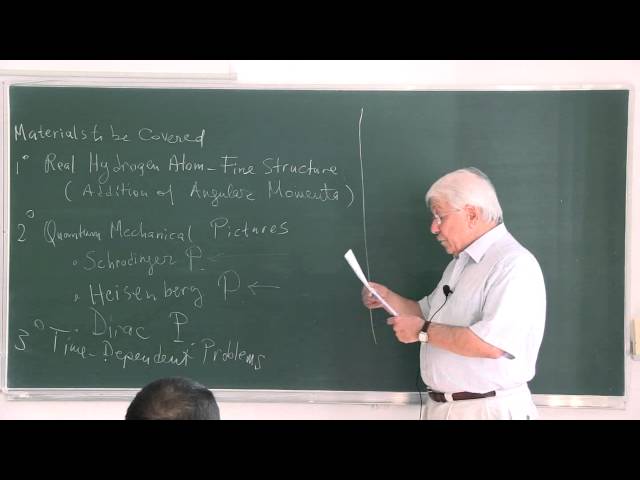 Materials to be Covered
1° Real Hydrogen Atom - Fine Structure
(Addition of Angular Momenta)
2° Quantum Mechanical Pictures
• Schrodinger P. ←
• Heisenberg P. ←
Dirac P
3° Time-Dependent Problems